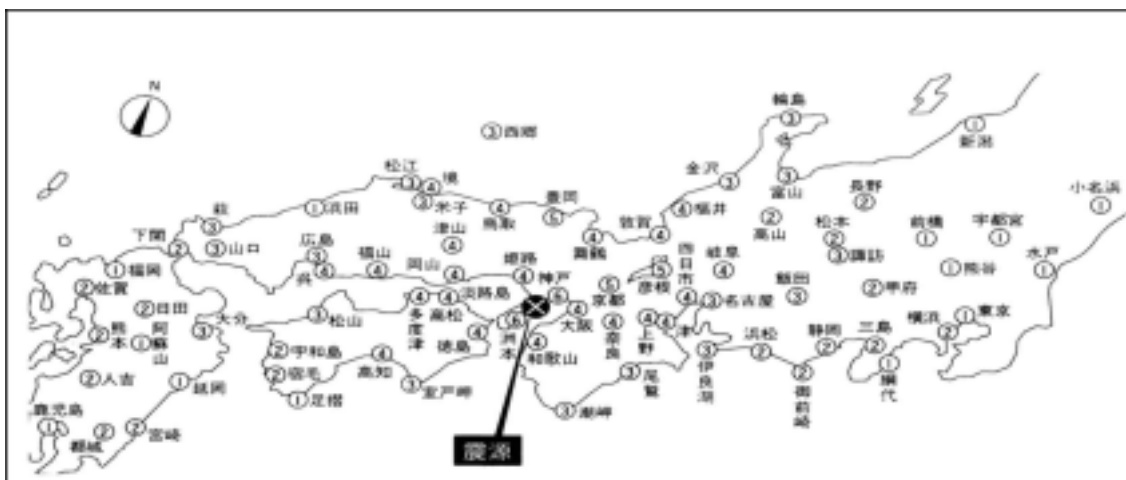 N
③西郷
輪島
③
①
新潟
松江
③
④
境
金沢
③
③
富山
長野
②
小名浜
①
豊岡
⑤
③
米子
④
鳥取
萩
③
①浜田
敦賀
④
④福井
②
高山
松本
②
前橋
①
宇都宮
①
下関
②
③山口
広島
③
津山
④
④
舞鶴
③諏訪
呉
④
福山
④
岡山
④
姫路
④
神戸
⑥
京都
⑤
⑤
彦根
四日市
④
岐阜
④
飯田
③
①熊谷
水戸
①
①福岡
②
佐賀
②日田
淡路島
②甲府
③名古屋
大分
③
③
松山
④
多度津
④
高松
⑥
洲本
④
大阪
④
奈良
④
上野
④
津
横浜
②
①
東京
熊本
②
①
阿蘇山
徳島
④
④
和歌山
浜松
②
静岡
②
三島
②
②宇和島
④
高知
③
伊良湖
①
網代
②人吉
②宿毛
③
室戸岬
③
尾鷲
②
御前崎
①
延岡
①足摺
③潮岬
鹿児島
①
②
都城
②
宮崎
震源